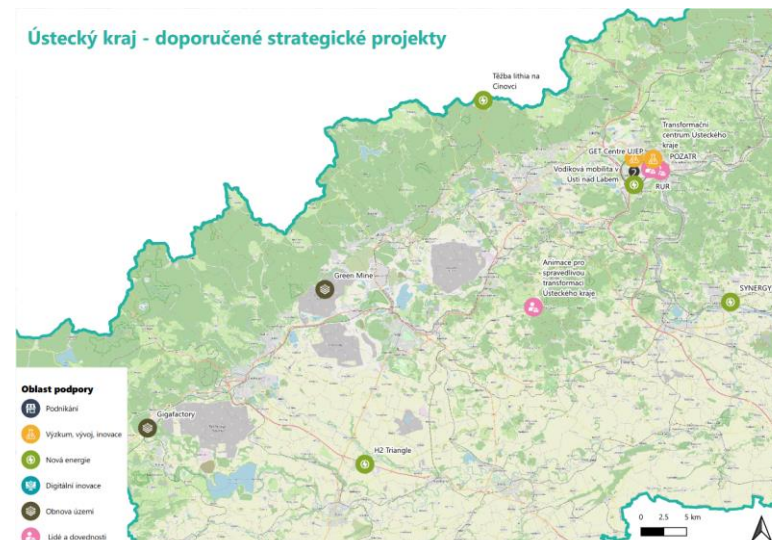 Ústecký kraj - doporučené strategické projekty
Těžba lithia na
Cínovci
Transformační
centrum Ústeckého
kraje
GET Centre UJEP
POZATR
Vodíková mobilita v
Ústí nad Labem
RUR
Animace pro
spravedlivou
transformaci
Ústeckého kraje
Green Mine
SYNERGY
Gigafactory
H2 Triangle
Oblast podpory
Podnikání
Výzkum, vývoj, inovace
Nová energie
Digitální inovace
Obnova území
Lidé a dovednosti
0 2.5 5 km